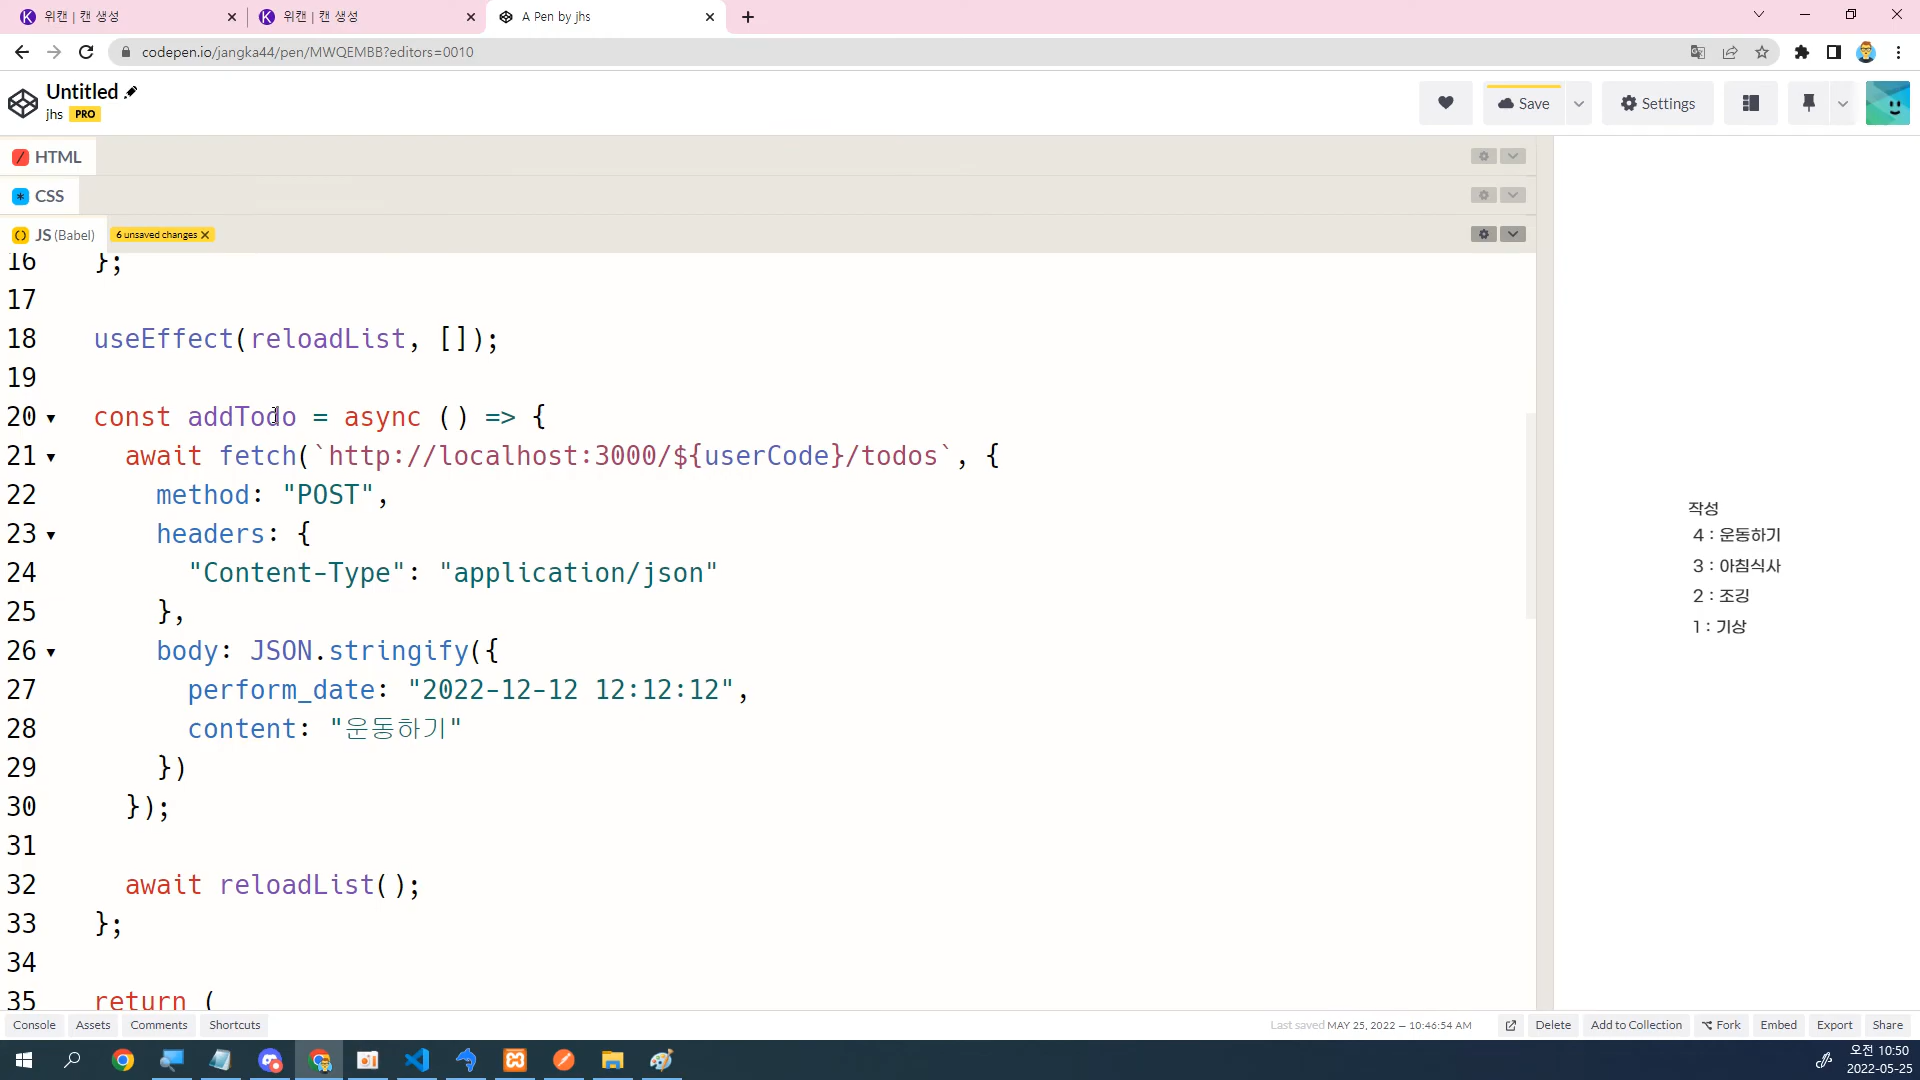 위캔 | 캔 생성
위캔 | 캔 생성
A Pen by jhs
codepen.io/jangka44/pen/MWQEMBB?editors=0010
Untitled
jhs PRO
Save
Settings
HTML
CSS
JS (Babel) 6 unsaved changes
16 };
17
18 useEffect(reloadList, []);
19
20 const addTodo = async () => {
21 await fetch(`http://localhost:3000/${userCode}/todos`, {
22 method: "POST",
23 headers: {
24 "Content-Type": "application/json"
25 },
26 body: JSON.stringify({
27 perform_date: "2022-12-12 12:12:12",
28 content: "운동하기"
29 })
30 });
31
32 await reloadList();
33 };
34
35 return (
작성
4 : 운동하기
3 : 아침식사
2 : 조깅
1 : 기상
Console Assets Comments Shortcuts
Last saved MAY 25, 2022 — 10:46:54 AM
Delete Add to Collection Fork Embed Export Share
오전 10:50
2022-05-25